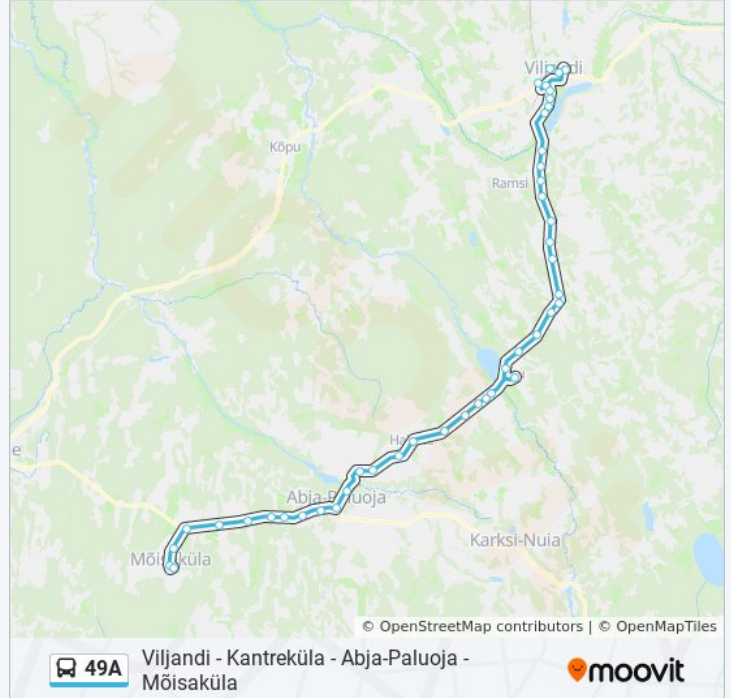 Viljandi
Kõpu
Ramsi
e
Abja-Paluoja
Karksi-Nuia
Mõisaküla
© OpenStreetMap contributors | © OpenMapTiles
49A
Viljandi - Kantreküla - Abja-Paluoja -
Mõisaküla
moovit